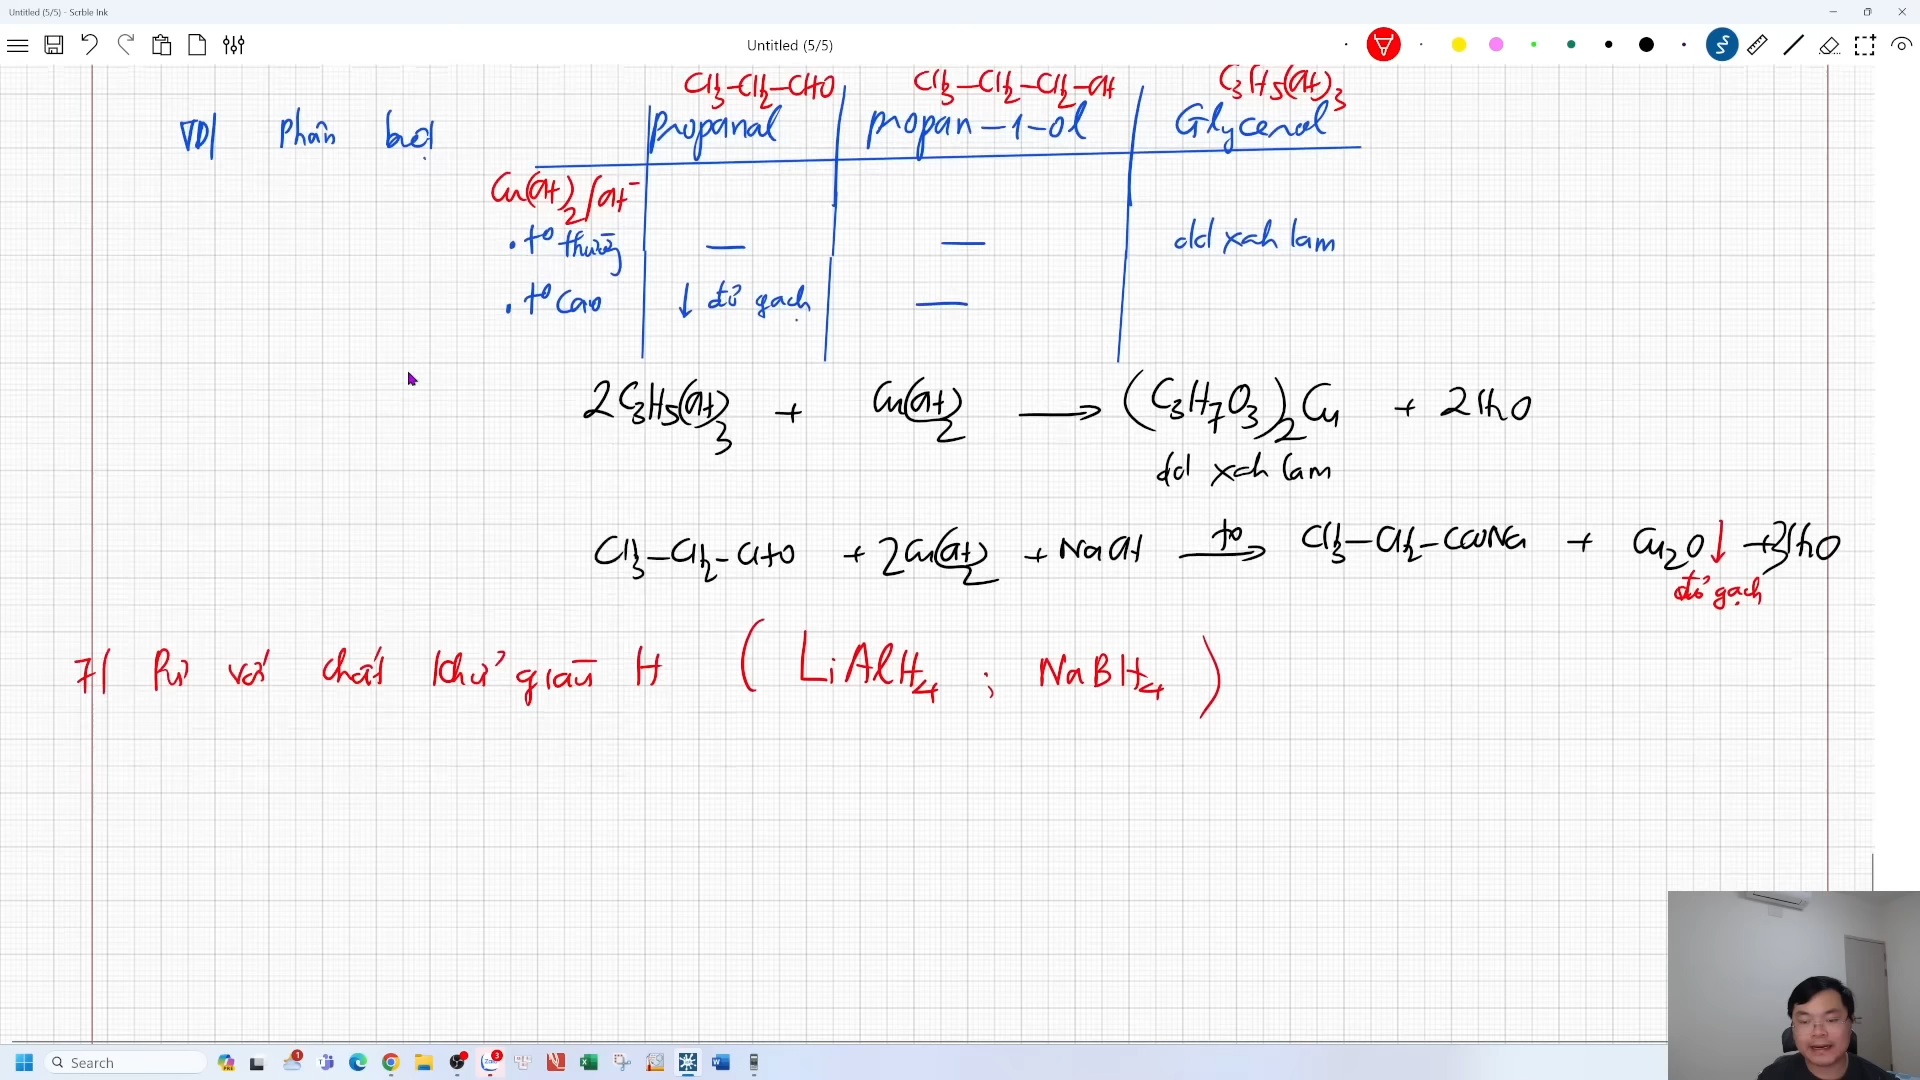 Untitled (5/5) - Scrble Ink
Untitled (5/5)
CH3-CH2-CHO CH3-CH2-CH2-OH C3H5(OH)3
VD/ Phân biệt Propanal propan-1-ol Glycerol
Cu(OH)2/OH⁻
• t° thường — — dd xanh lam
• t° cao ↓ đỏ gạch —
2C3H5(OH)3 + Cu(OH)2 → (C3H7O3)2Cu + 2H2O
dd xanh lam
CH3-CH2-CHO + 2Cu(OH)2 + NaOH t°→ CH3-CH2-COONa + Cu2O↓ + 3H2O
đỏ gạch
7/ Pư với chất khử giàu H (LiAlH4 ; NaBH4)
Search